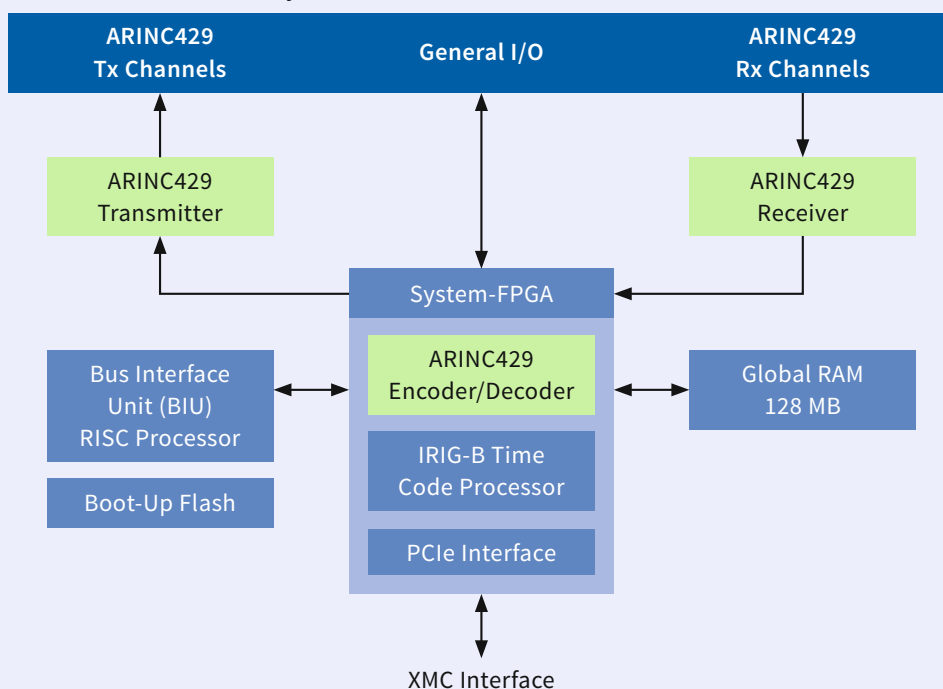 ARINC429
Tx Channels
General I/O
ARINC429
Rx Channels
ARINC429
Transmitter
ARINC429
Receiver
System-FPGA
ARINC429
Encoder/Decoder
Bus Interface
Unit (BIU)
RISC Processor
Global RAM
128 MB
IRIG-B Time
Code Processor
Boot-Up Flash
PCIe Interface
XMC Interface